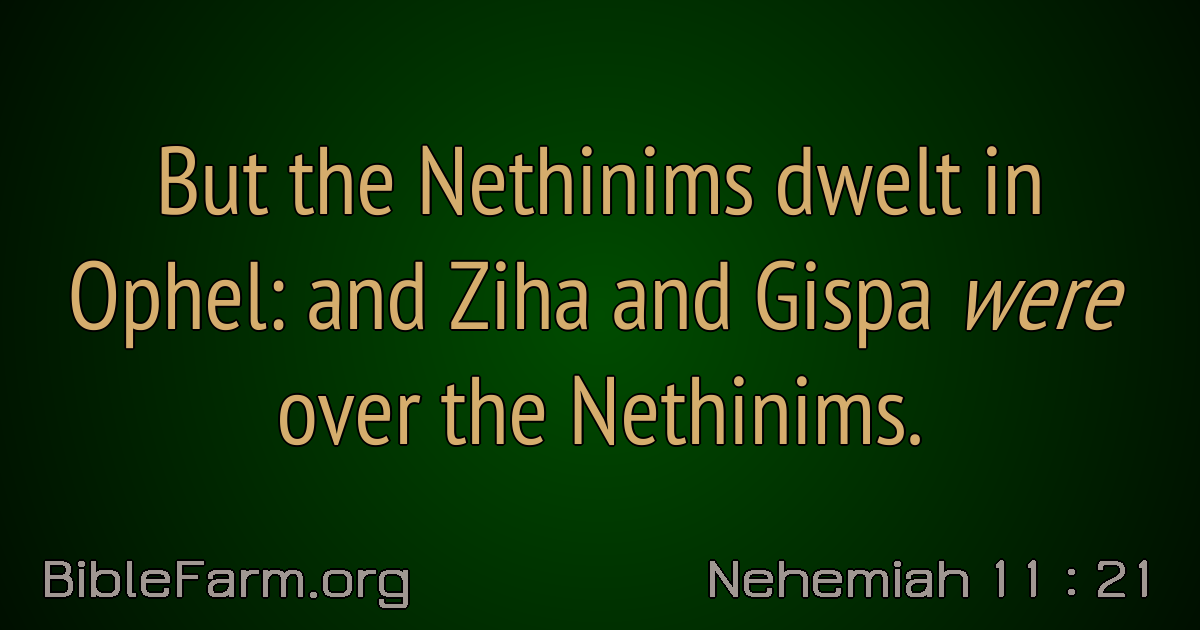 But the Nethinims dwelt in
Ophel: and Ziha and Gispa were
over the Nethinims.
BibleFarm.org
Nehemiah 11 : 21